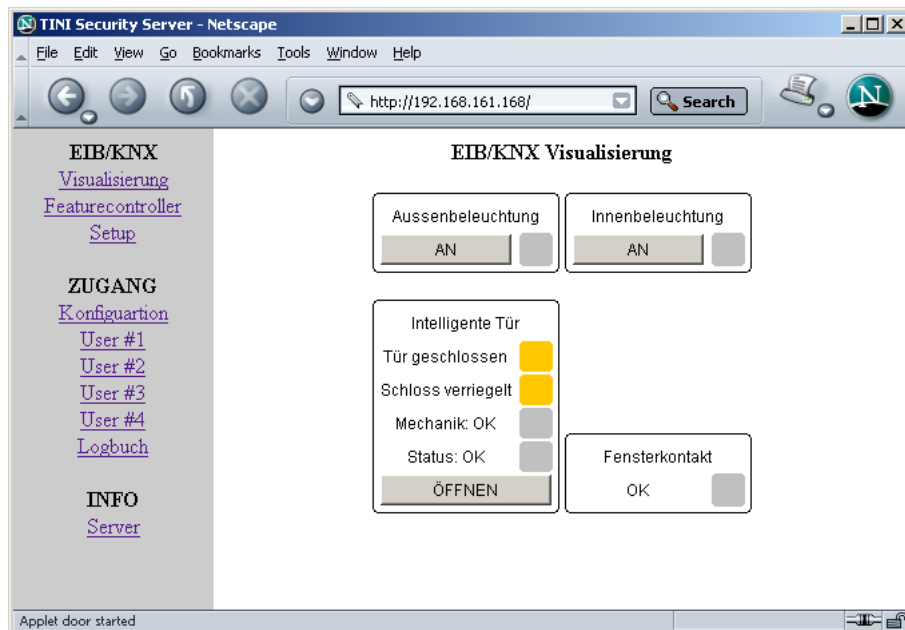 TINI Security Server - Netscape
File Edit View Go Bookmarks Tools Window Help
http://192.168.161.168/ Search N
EIB/KNX
Visualisierung
Featurecontroller
Setup
ZUGANG
Konfiguartion
User #1
User #2
User #3
User #4
Logbuch
INFO
Server
EIB/KNX Visualisierung
Aussenbeleuchtung
AN
Innenbeleuchtung
AN
Intelligente Tür
Tür geschlossen
Schloss verriegelt
Mechanik: OK
Status: OK
ÖFFNEN
Fensterkontakt
OK
Applet door started